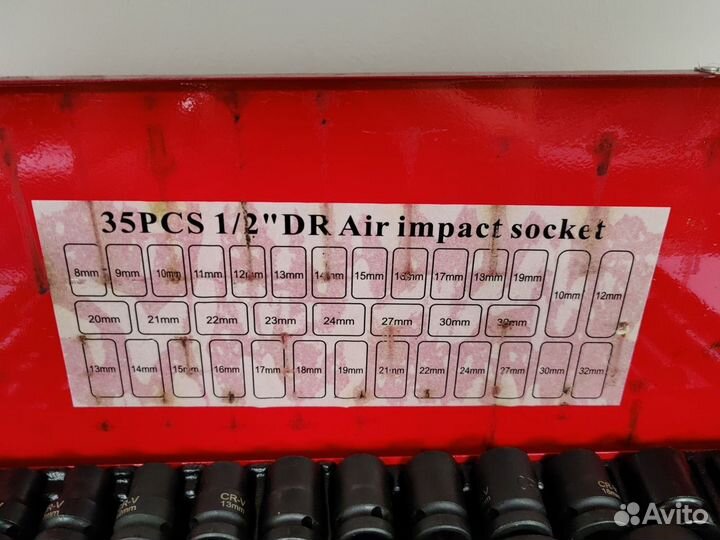 35PCS 1/2"DR Air impact socket
8mm 9mm 10mm 11mm 12mm 13mm 14mm 15mm 16mm 17mm 18mm 19mm 10mm 12mm
20mm 21mm 22mm 23mm 24mm 27mm 30mm 32mm
13mm 14mm 15mm 16mm 17mm 18mm 19mm 21mm 22mm 24mm 27mm 30mm 32mm
CR-V CR-V CR-V
13mm
Avito